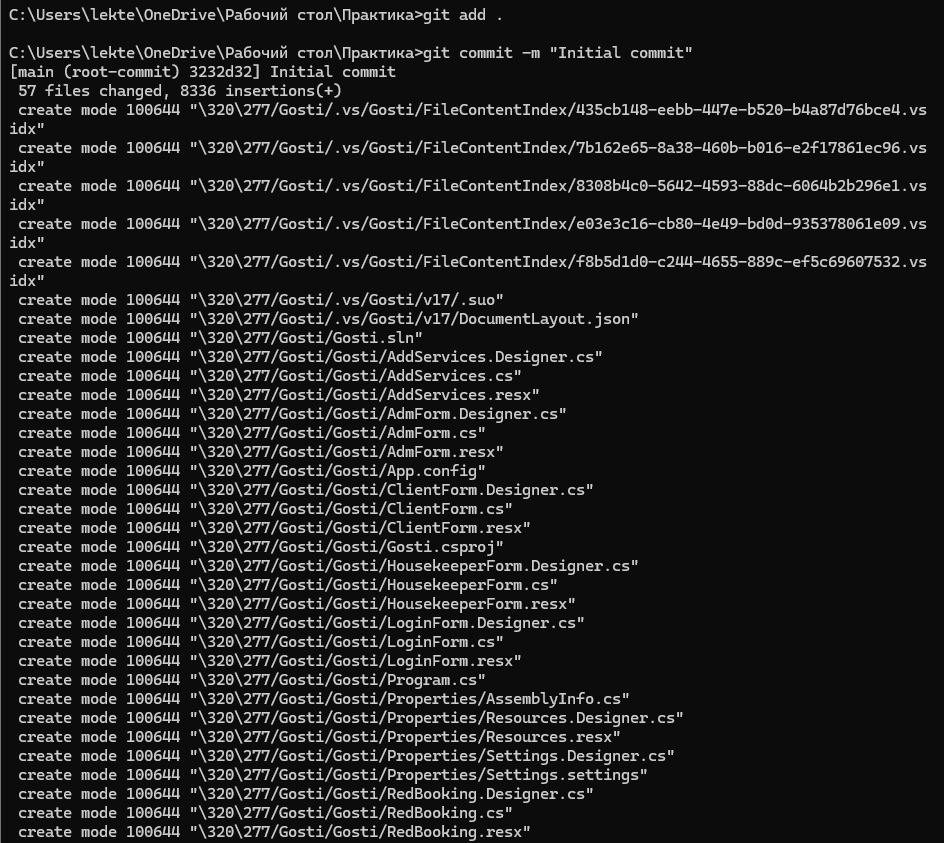 C:\Users\lekte\OneDrive\Рабочий стол\Практика>git add .
C:\Users\lekte\OneDrive\Рабочий стол\Практика>git commit -m "Initial commit"
[main (root-commit) 3232d32] Initial commit
 57 files changed, 8336 insertions(+)
 create mode 100644 "\320\277/Gosti/.vs/Gosti/FileContentIndex/435cb148-eebb-447e-b520-b4a87d76bce4.vs
idx"
 create mode 100644 "\320\277/Gosti/.vs/Gosti/FileContentIndex/7b162e65-8a38-460b-b016-e2f17861ec96.vs
idx"
 create mode 100644 "\320\277/Gosti/.vs/Gosti/FileContentIndex/8308b4c0-5642-4593-88dc-6064b2b296e1.vs
idx"
 create mode 100644 "\320\277/Gosti/.vs/Gosti/FileContentIndex/e03e3c16-cb80-4e49-bd0d-935378061e09.vs
idx"
 create mode 100644 "\320\277/Gosti/.vs/Gosti/FileContentIndex/f8b5d1d0-c244-4655-889c-ef5c69607532.vs
idx"
 create mode 100644 "\320\277/Gosti/.vs/Gosti/v17/.suo"
 create mode 100644 "\320\277/Gosti/.vs/Gosti/v17/DocumentLayout.json"
 create mode 100644 "\320\277/Gosti/Gosti.sln"
 create mode 100644 "\320\277/Gosti/Gosti/AddServices.Designer.cs"
 create mode 100644 "\320\277/Gosti/Gosti/AddServices.cs"
 create mode 100644 "\320\277/Gosti/Gosti/AddServices.resx"
 create mode 100644 "\320\277/Gosti/Gosti/AdmForm.Designer.cs"
 create mode 100644 "\320\277/Gosti/Gosti/AdmForm.cs"
 create mode 100644 "\320\277/Gosti/Gosti/AdmForm.resx"
 create mode 100644 "\320\277/Gosti/Gosti/App.config"
 create mode 100644 "\320\277/Gosti/Gosti/ClientForm.Designer.cs"
 create mode 100644 "\320\277/Gosti/Gosti/ClientForm.cs"
 create mode 100644 "\320\277/Gosti/Gosti/ClientForm.resx"
 create mode 100644 "\320\277/Gosti/Gosti/Gosti.csproj"
 create mode 100644 "\320\277/Gosti/Gosti/HousekeeperForm.Designer.cs"
 create mode 100644 "\320\277/Gosti/Gosti/HousekeeperForm.cs"
 create mode 100644 "\320\277/Gosti/Gosti/HousekeeperForm.resx"
 create mode 100644 "\320\277/Gosti/Gosti/LoginForm.Designer.cs"
 create mode 100644 "\320\277/Gosti/Gosti/LoginForm.cs"
 create mode 100644 "\320\277/Gosti/Gosti/LoginForm.resx"
 create mode 100644 "\320\277/Gosti/Gosti/Program.cs"
 create mode 100644 "\320\277/Gosti/Gosti/Properties/AssemblyInfo.cs"
 create mode 100644 "\320\277/Gosti/Gosti/Properties/Resources.Designer.cs"
 create mode 100644 "\320\277/Gosti/Gosti/Properties/Resources.resx"
 create mode 100644 "\320\277/Gosti/Gosti/Properties/Settings.Designer.cs"
 create mode 100644 "\320\277/Gosti/Gosti/Properties/Settings.settings"
 create mode 100644 "\320\277/Gosti/Gosti/RedBooking.Designer.cs"
 create mode 100644 "\320\277/Gosti/Gosti/RedBooking.cs"
 create mode 100644 "\320\277/Gosti/Gosti/RedBooking.resx"